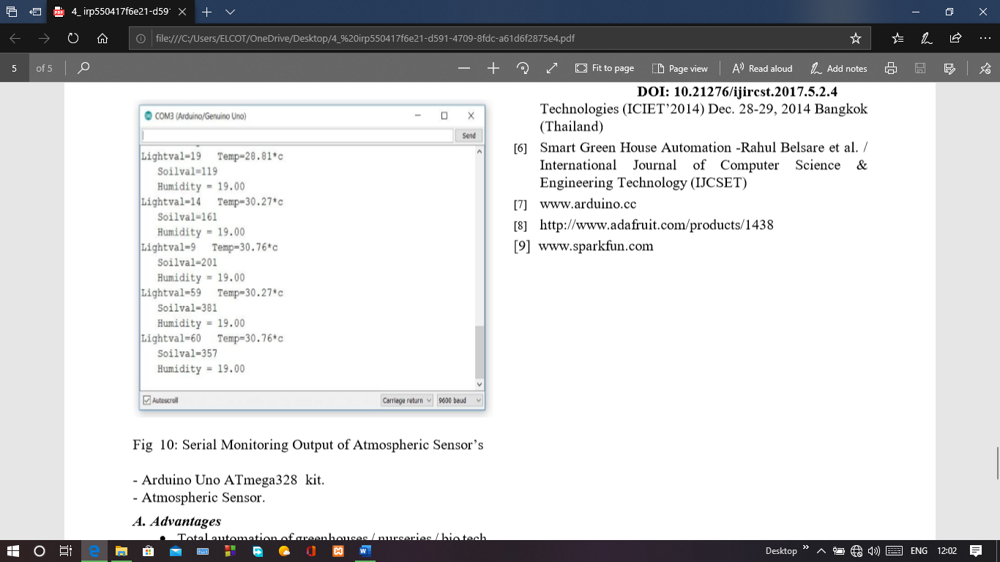 4_ irp550417f6e21-d59
file:///C:/Users/ELCOT/OneDrive/Desktop/4_%20irp550417f6e21-d591-4709-8fdc-a61d6f2875e4.pdf
5 of 5 Fit to page Page view Read aloud Add notes
COM3 (Arduino/Genuino Uno)
Send
Lightval=19 Temp=28.81*c
Soilval=119
Humidity = 19.00
Lightval=14 Temp=30.27*c
Soilval=161
Humidity = 19.00
Lightval=9 Temp=30.76*c
Soilval=201
Humidity = 19.00
Lightval=59 Temp=30.27*c
Soilval=381
Humidity = 19.00
Lightval=60 Temp=30.76*c
Soilval=357
Humidity = 19.00
Autoscroll Carriage return 9600 baud
Fig 10: Serial Monitoring Output of Atmospheric Sensor’s
- Arduino Uno ATmega328 kit.
- Atmospheric Sensor.
A. Advantages
• Total automation of greenhouses / nurseries / bio tech
DOI: 10.21276/ijircst.2017.5.2.4
Technologies (ICIET’2014) Dec. 28-29, 2014 Bangkok
(Thailand)
[6] Smart Green House Automation -Rahul Belsare et al. /
International Journal of Computer Science &
Engineering Technology (IJCSET)
[7] www.arduino.cc
[8] http://www.adafruit.com/products/1438
[9] www.sparkfun.com
Desktop ENG 12:02